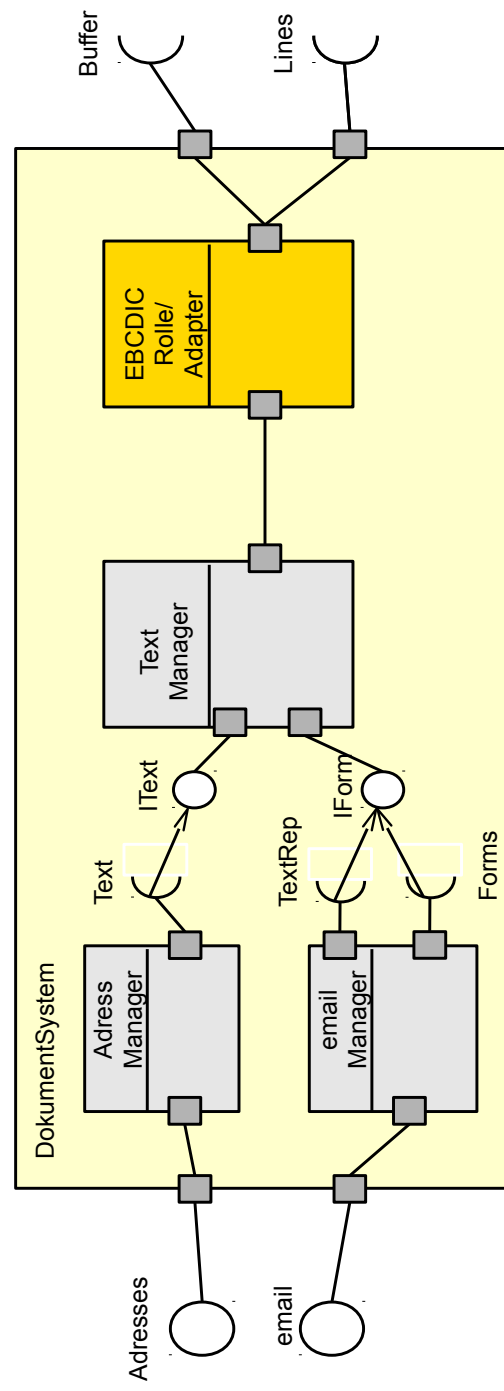 DokumentSystem
Adresses
email
Adress
Manager
email
Manager
Text
IText
TextRep
IForm
Forms
Text
Manager
EBCDIC
Rolle/
Adapter
Buffer
Lines